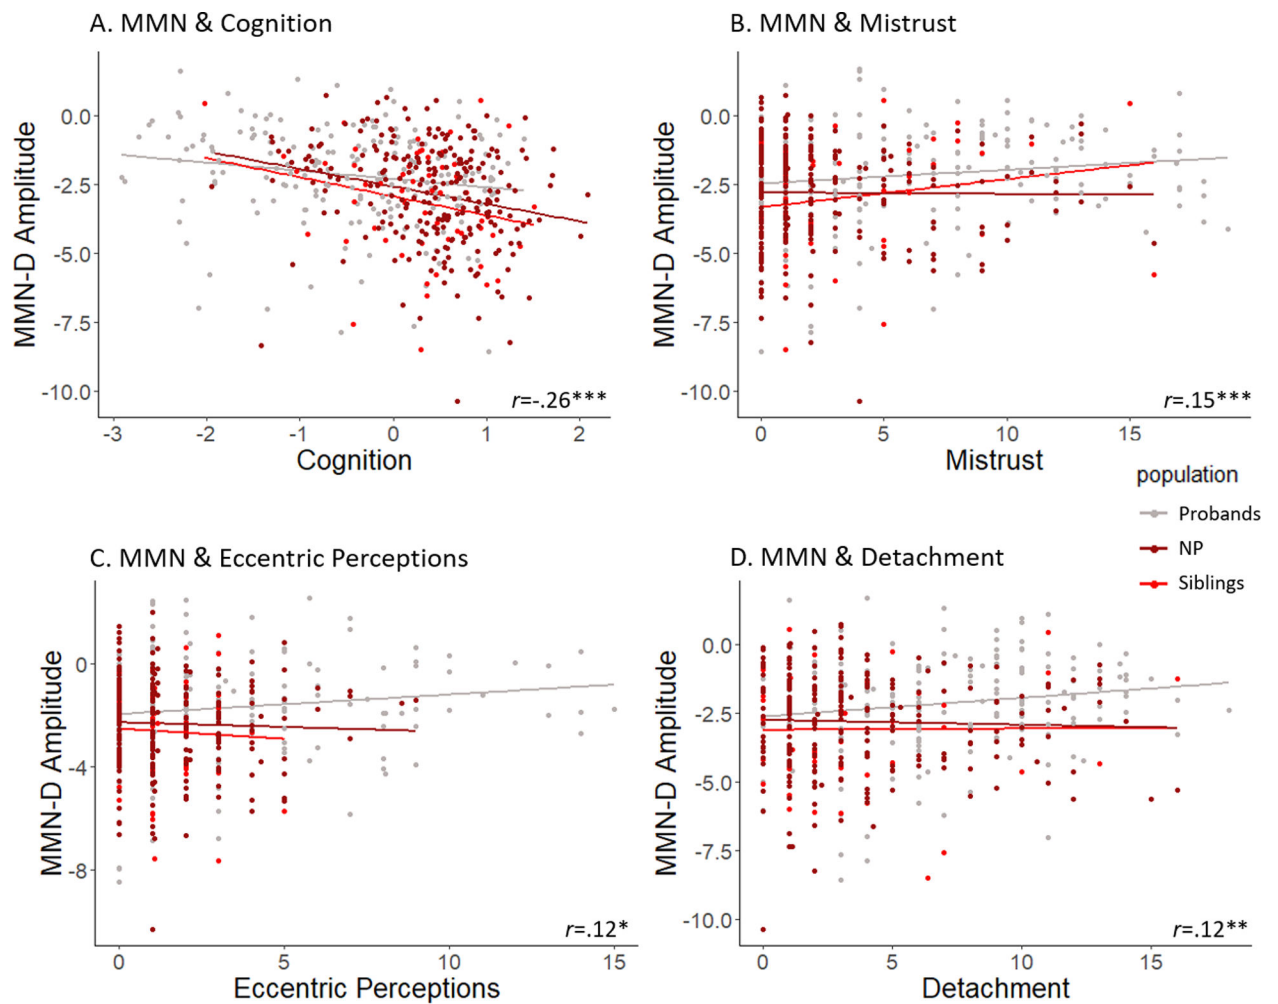 A. MMN & Cognition
MMN-D Amplitude
0.0
-2.5
-5.0
-7.5
-10.0
r=-.26***
-3 -2 -1 0 1 2
Cognition
B. MMN & Mistrust
MMN-D Amplitude
0.0
-2.5
-5.0
-7.5
-10.0
r=.15***
0 5 10 15
Mistrust
population
Probands
NP
Siblings
C. MMN & Eccentric Perceptions
MMN-D Amplitude
0
-4
-8
r=.12*
0 5 10 15
Eccentric Perceptions
D. MMN & Detachment
MMN-D Amplitude
0.0
-2.5
-5.0
-7.5
-10.0
r=.12**
0 5 10 15
Detachment